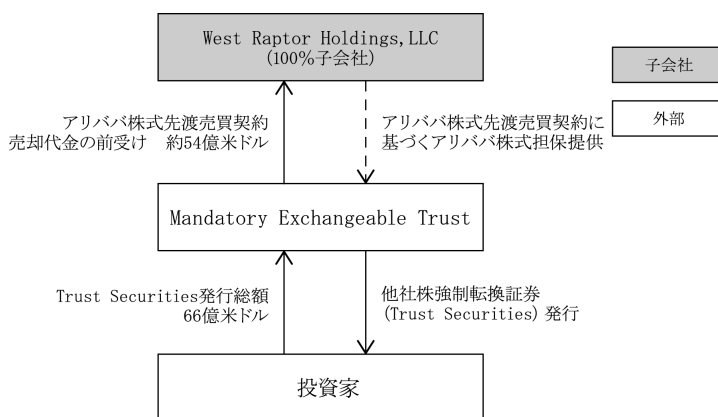 West Raptor Holdings,LLC
(100%子会社)
子会社
外部
アリババ株式先渡売買契約
売却代金の前受け 約54億米ドル
アリババ株式先渡売買契約に
基づくアリババ株式担保提供
Mandatory Exchangeable Trust
Trust Securities発行総額
66億米ドル
他社株強制転換証券
(Trust Securities) 発行
投資家